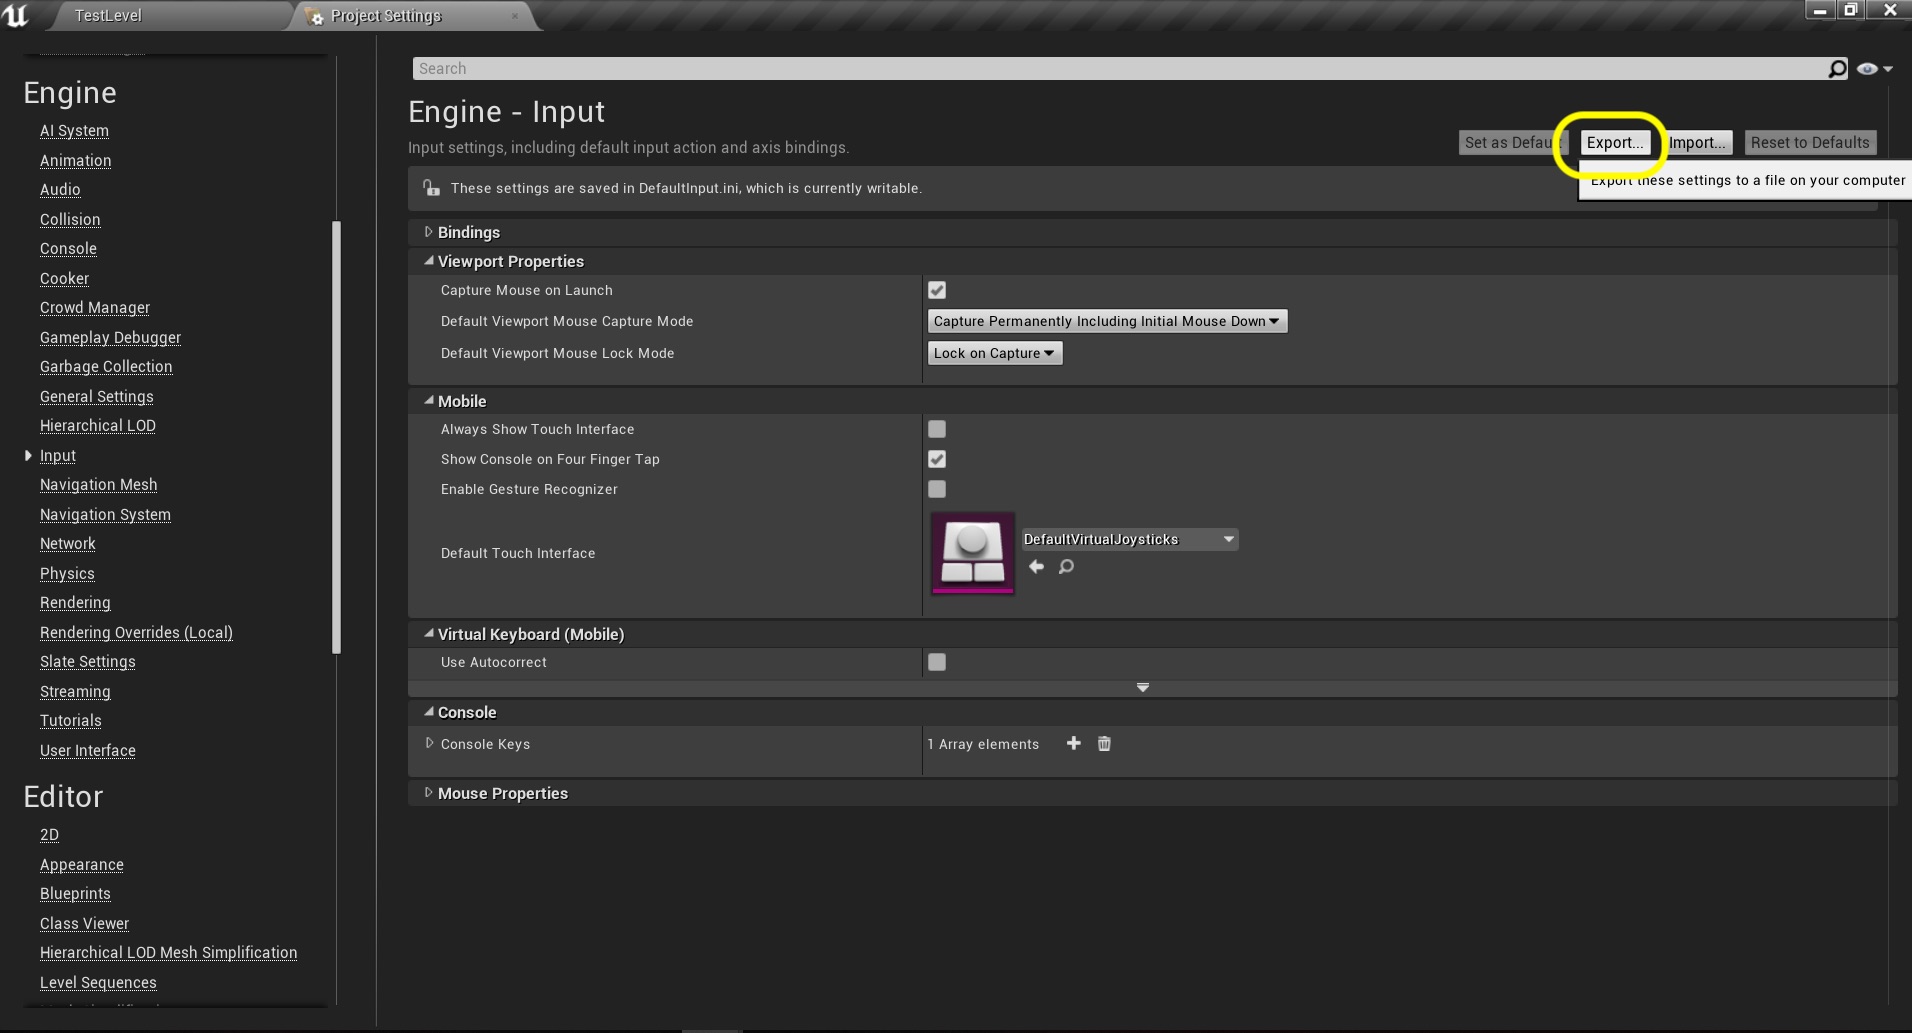 TestLevel
Project Settings
Engine
AI System
Animation
Audio
Collision
Console
Cooker
Crowd Manager
Gameplay Debugger
Garbage Collection
General Settings
Hierarchical LOD
Input
Navigation Mesh
Navigation System
Network
Physics
Rendering
Rendering Overrides (Local)
Slate Settings
Streaming
Tutorials
User Interface
Editor
2D
Appearance
Blueprints
Class Viewer
Hierarchical LOD Mesh Simplification
Level Sequences
Search
Engine - Input
Input settings, including default input action and axis bindings.
Set as Defau
Export...
Import...
Reset to Defaults
Export these settings to a file on your computer
These settings are saved in DefaultInput.ini, which is currently writable.
Bindings
Viewport Properties
Capture Mouse on Launch
Default Viewport Mouse Capture Mode
Capture Permanently Including Initial Mouse Down
Default Viewport Mouse Lock Mode
Lock on Capture
Mobile
Always Show Touch Interface
Show Console on Four Finger Tap
Enable Gesture Recognizer
Default Touch Interface
DefaultVirtualJoysticks
Virtual Keyboard (Mobile)
Use Autocorrect
Console
Console Keys
1 Array elements
Mouse Properties